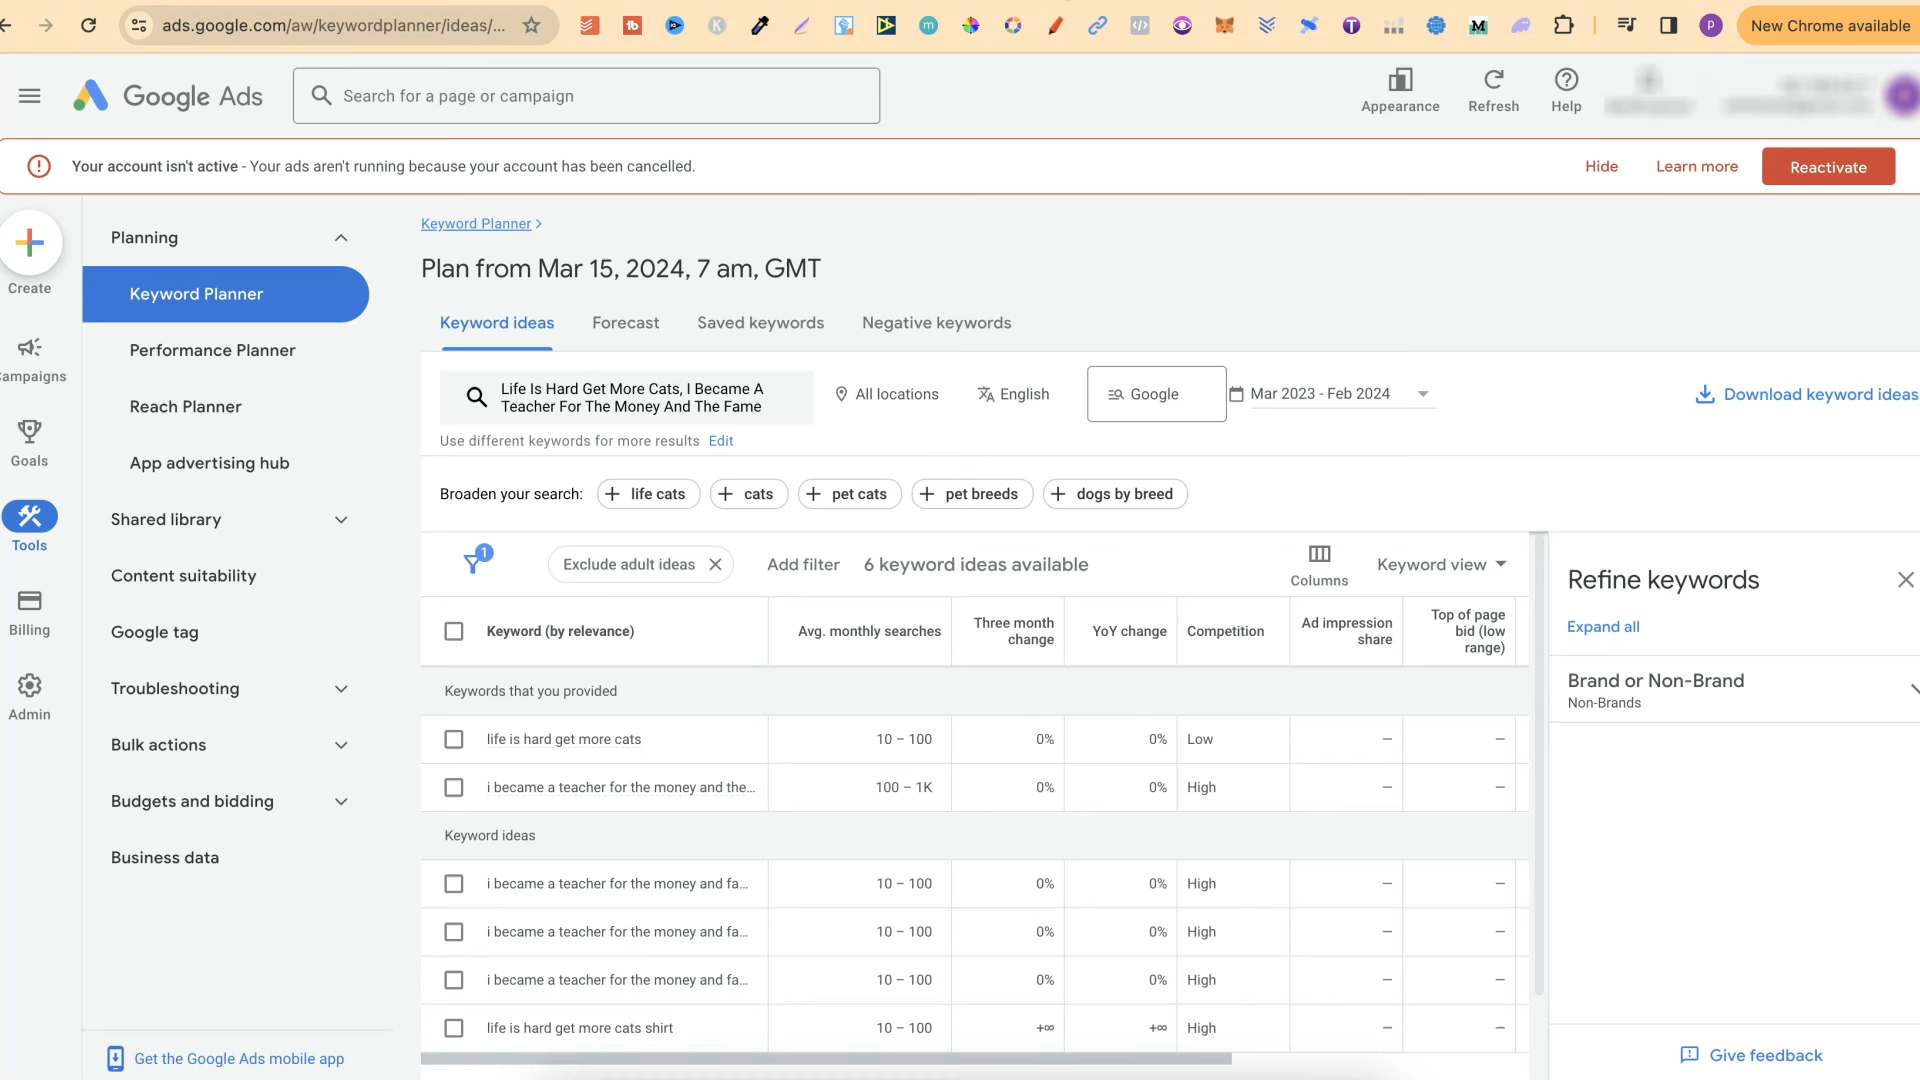 ads.google.com/aw/keywordplanner/ideas/...
New Chrome available
Google Ads
Search for a page or campaign
Appearance
Refresh
Help
Your account isn't active - Your ads aren't running because your account has been cancelled.
Hide
Learn more
Reactivate
Create
Campaigns
Goals
Tools
Billing
Admin
Planning
Keyword Planner
Performance Planner
Reach Planner
App advertising hub
Shared library
Content suitability
Google tag
Troubleshooting
Bulk actions
Budgets and bidding
Business data
Get the Google Ads mobile app
Keyword Planner >
Plan from Mar 15, 2024, 7 am, GMT
Keyword ideas
Forecast
Saved keywords
Negative keywords
Life Is Hard Get More Cats, I Became A
Teacher For The Money And The Fame
All locations
English
Google
Mar 2023 - Feb 2024
Download keyword ideas
Use different keywords for more results Edit
Broaden your search:
+ life cats
+ cats
+ pet cats
+ pet breeds
+ dogs by breed
1
Exclude adult ideas
Add filter
6 keyword ideas available
Columns
Keyword view
Keyword (by relevance)
Avg. monthly searches
Three month
change
YoY change
Competition
Ad impression
share
Top of page
bid (low
range)
Keywords that you provided
life is hard get more cats 10 – 100 0% 0% Low – –
i became a teacher for the money and the... 100 – 1K 0% 0% High – –
Keyword ideas
i became a teacher for the money and fa... 10 – 100 0% 0% High – –
i became a teacher for the money and fa... 10 – 100 0% 0% High – –
i became a teacher for the money and fa... 10 – 100 0% 0% High – –
life is hard get more cats shirt 10 – 100 +∞ +∞ High – –
Refine keywords
Expand all
Brand or Non-Brand
Non-Brands
Give feedback